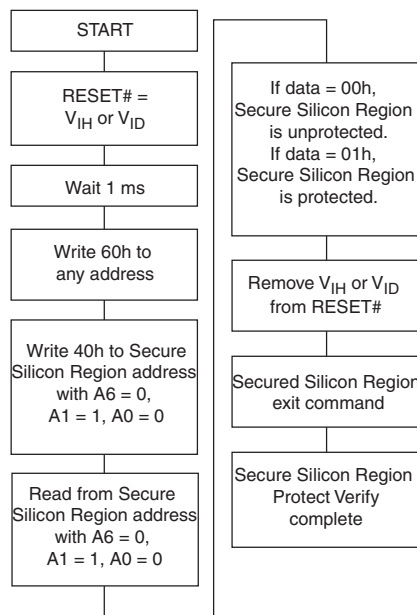 START
RESET# =
VIH or VID
Wait 1 ms
Write 60h to
any address
Write 40h to Secure
Silicon Region address
with A6 = 0,
A1 = 1, A0 = 0
Read from Secure
Silicon Region address
with A6 = 0,
A1 = 1, A0 = 0
If data = 00h,
Secure Silicon Region
is unprotected.
If data = 01h,
Secure Silicon Region
is protected.
Remove VIH or VID
from RESET#
Secured Silicon Region
exit command
Secure Silicon Region
Protect Verify
complete